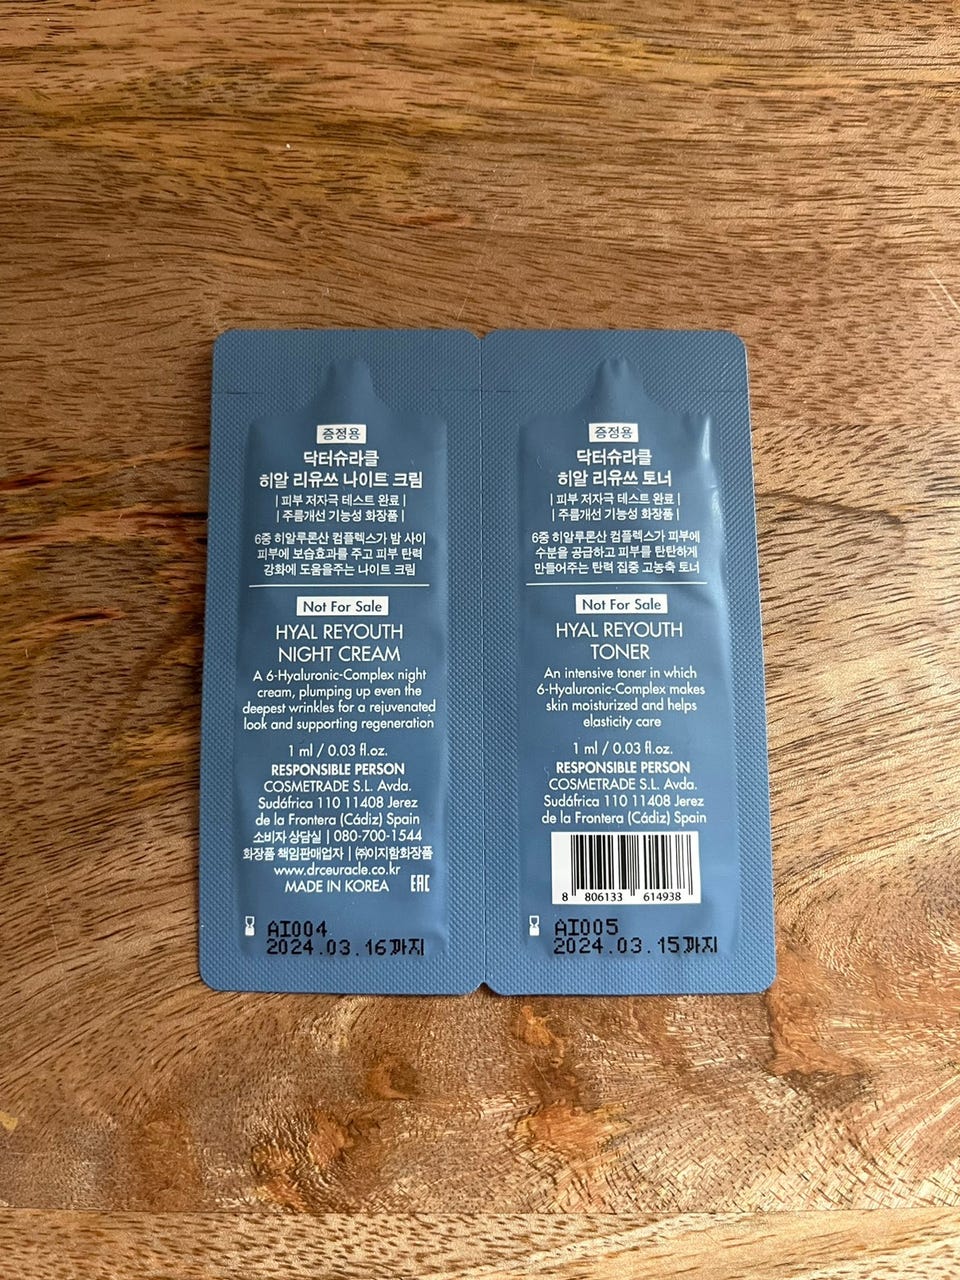 증정용
닥터슈라클
히알 리유쓰 나이트 크림
| 피부 저자극 테스트 완료 |
| 주름개선 기능성 화장품 |
6중 히알루론산 컴플렉스가 밤 사이
피부에 보습효과를 주고 피부 탄력
강화에 도움을주는 나이트 크림
Not For Sale
HYAL REYOUTH
NIGHT CREAM
A 6-Hyaluronic-Complex night
cream, plumping up even the
deepest wrinkles for a rejuvenated
look and supporting regeneration
1 ml / 0.03 fl.oz.
RESPONSIBLE PERSON
COSMETRADE S.L. Avda.
Sudáfrica 110 11408 Jerez
de la Frontera (Cádiz) Spain
소비자 상담실 | 080-700-1544
화장품 책임판매업자 | ㈜이지함화장품
www.drceuracle.co.kr
MADE IN KOREA EAC
AI004
2024.03.16까지
증정용
닥터슈라클
히알 리유쓰 토너
| 피부 저자극 테스트 완료 |
| 주름개선 기능성 화장품 |
6중 히알루론산 컴플렉스가 피부에
수분을 공급하고 피부를 탄탄하게
만들어주는 탄력 집중 고농축 토너
Not For Sale
HYAL REYOUTH
TONER
An intensive toner in which
6-Hyaluronic-Complex makes
skin moisturized and helps
elasticity care
1 ml / 0.03 fl.oz.
RESPONSIBLE PERSON
COSMETRADE S.L. Avda.
Sudáfrica 110 11408 Jerez
de la Frontera (Cádiz) Spain
8 806133 614938
AI005
2024.03.15까지